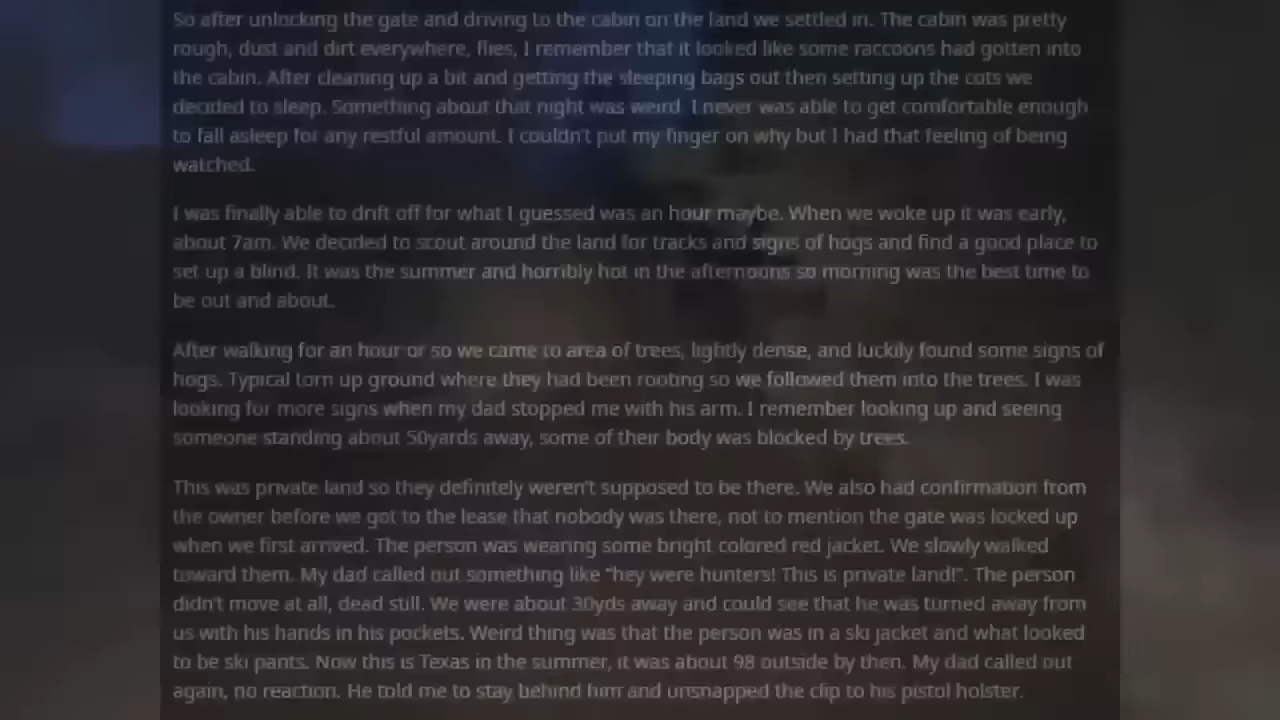 So after unlocking the gate and driving to the cabin on the land we settled in. The cabin was pretty
rough, dust and dirt everywhere, flies, I remember that it looked like some raccoons had gotten into
the cabin. After cleaning up a bit and getting the sleeping bags out then setting up the cots we
decided to sleep. Something about that night was weird. I never was able to get comfortable enough
to fall asleep for any restful amount. I couldn't put my finger on why but I had that feeling of being
watched.
I was finally able to drift off for what I guessed was an hour maybe. When we woke up it was early,
about 7am. We decided to scout around the land for tracks and signs of hogs and find a good place to
set up a blind. It was the summer and horribly hot in the afternoons so morning was the best time to
be out and about.
After walking for an hour or so we came to area of trees, lightly dense, and luckily found some signs of
hogs. Typical torn up ground where they had been rooting so we followed them into the trees. I was
looking for more signs when my dad stopped me with his arm. I remember looking up and seeing
someone standing about 50yards away, some of their body was blocked by trees.
This was private land so they definitely weren't supposed to be there. We also had confirmation from
the owner before we got to the lease that nobody was there, not to mention the gate was locked up
when we first arrived. The person was wearing some bright colored red jacket. We slowly walked
toward them. My dad called out something like "hey were hunters! This is private land!". The person
didn't move at all, dead still. We were about 30yds away and could see that he was turned away from
us with his hands in his pockets. Weird thing was that the person was in a ski jacket and what looked
to be ski pants. Now this is Texas in the summer, it was about 98 outside by then. My dad called out
again, no reaction. He told me to stay behind him and unsnapped the clip to his pistol holster.